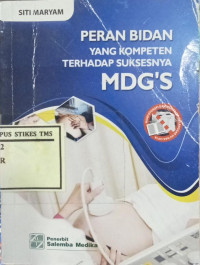 SITI MARYAM
PERAN BIDAN
YANG KOMPETEN
TERHADAP SUKSESNYA
MDG'S
PUS STIKES TMS
2
R
Penerbit
Salemba Medika